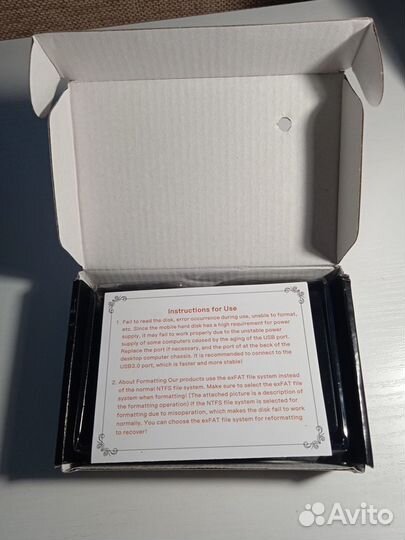 Instructions for Use
1. Fail to read the disk, error occurrence during use, unable to format,
etc. Since the mobile hard disk has a high requirement for power
supply, it may fail to work properly due to the unstable power
supply of some computers caused by the aging of the USB port.
Replace the port if necessary, and the port of at the back of the
desktop computer chassis. It is recommended to connect to the
USB3.0 port, which is faster and more stable!
2. About Formatting:Our products use the exFAT file system instead
of the normal NTFS file system. Make sure to select the exFAT file
system when formatting! (The attached picture is a description of
the formatting operation) If the NTFS file system is selected for
formatting due to misoperation, which makes the disk fail to work
normally. You can choose the exFAT file system for reformatting
to recover!
Avito